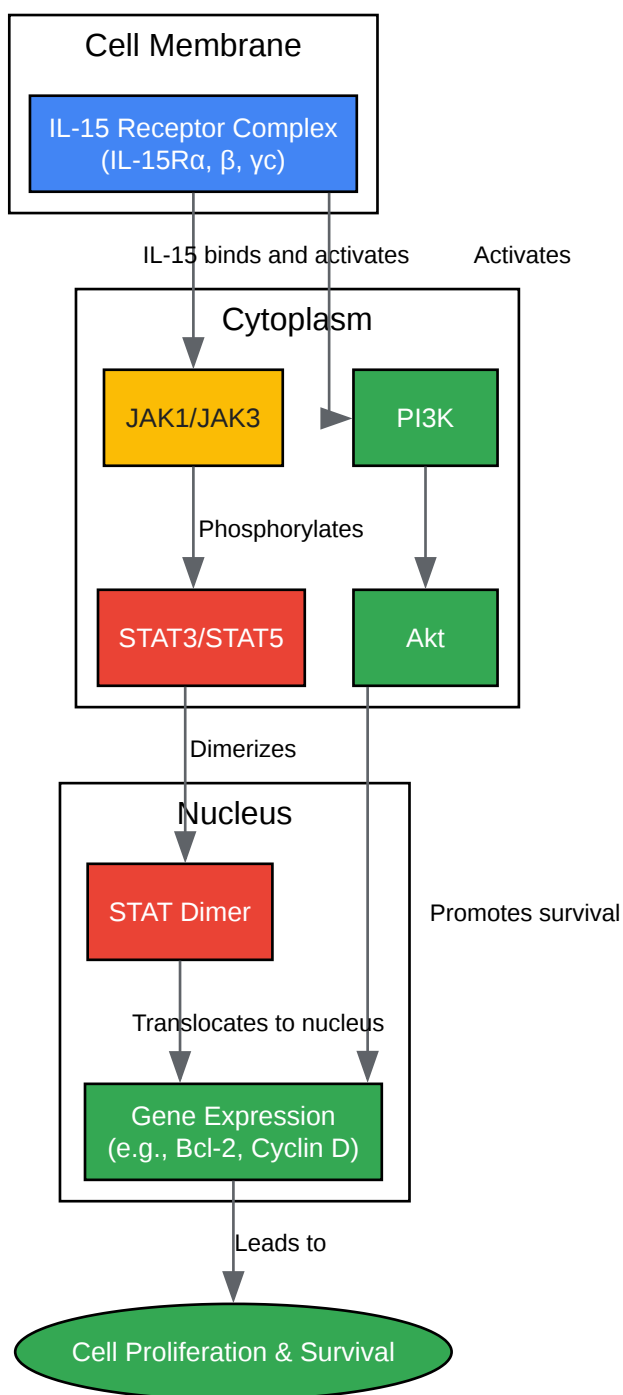 Cell Membrane
IL-15 Receptor Complex
(IL-15Rα, β, γc)
IL-15 binds and activates
Activates
Cytoplasm
JAK1/JAK3
PI3K
Phosphorylates
STAT3/STAT5
Akt
Dimerizes
Nucleus
STAT Dimer
Promotes survival
Translocates to nucleus
Gene Expression
(e.g., Bcl-2, Cyclin D)
Leads to
Cell Proliferation & Survival